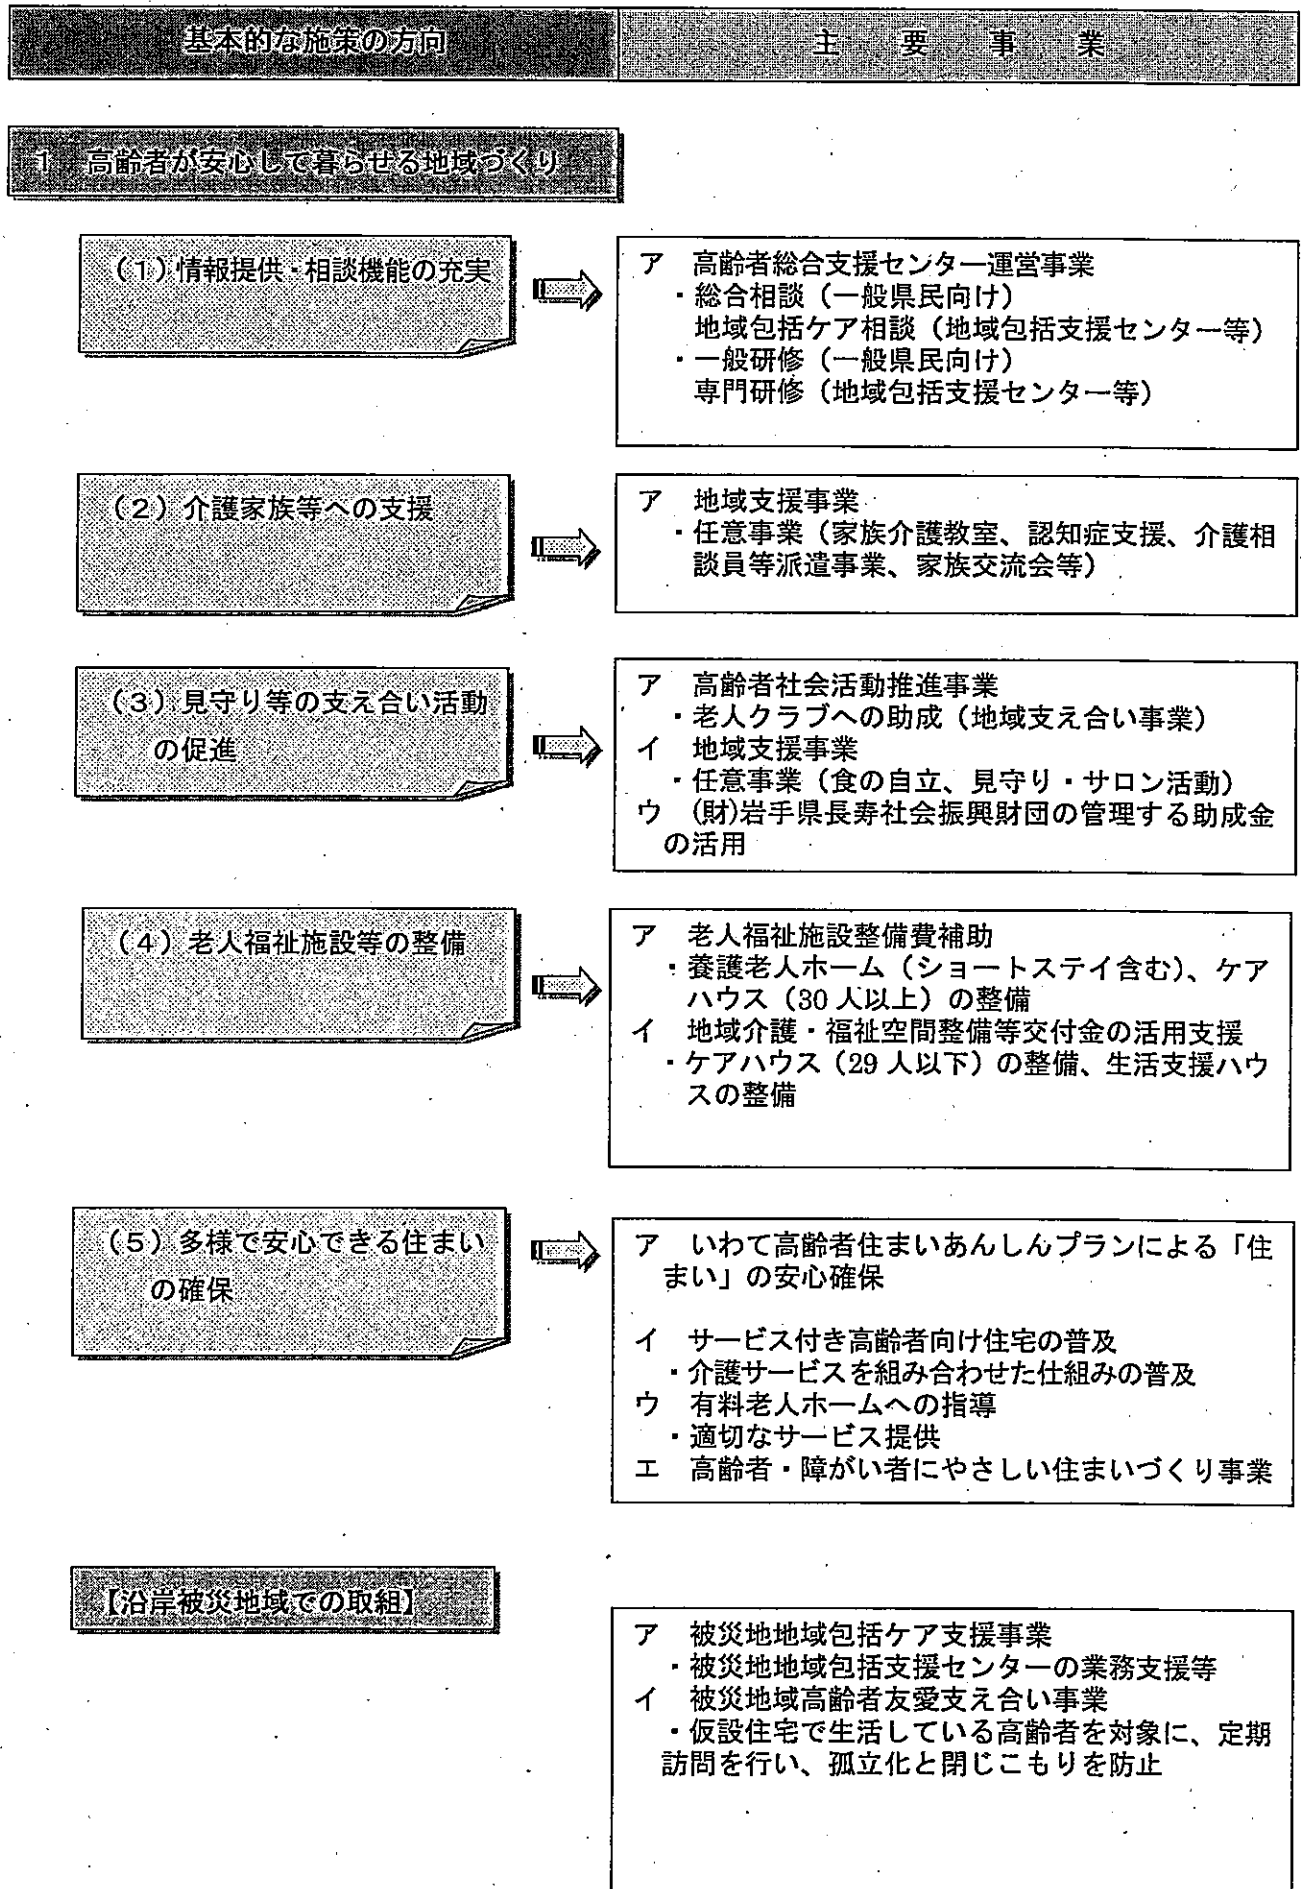 基本的な施策の方向
主要事業
1 高齢者が安心して暮らせる地域づくり
（1）情報提供・相談機能の充実
ア 高齢者総合支援センター運営事業
・総合相談（一般県民向け）
地域包括ケア相談（地域包括支援センター等）
・一般研修（一般県民向け）
専門研修（地域包括支援センター等）
（2）介護家族等への支援
ア 地域支援事業
・任意事業（家族介護教室、認知症支援、介護相
談員等派遣事業、家族交流会等）
（3）見守り等の支え合い活動
の促進
ア 高齢者社会活動推進事業
・老人クラブへの助成（地域支え合い事業）
イ 地域支援事業
・任意事業（食の自立、見守り・サロン活動）
ウ (財)岩手県長寿社会振興財団の管理する助成金
の活用
（4）老人福祉施設等の整備
ア 老人福祉施設整備費補助
・養護老人ホーム（ショートステイ含む）、ケア
ハウス（30人以上）の整備
イ 地域介護・福祉空間整備等交付金の活用支援
・ケアハウス（29人以下）の整備、生活支援ハウ
スの整備
（5）多様で安心できる住まい
の確保
ア いわて高齢者住まいあんしんプランによる「住
まい」の安心確保
イ サービス付き高齢者向け住宅の普及
・介護サービスを組み合わせた仕組みの普及
ウ 有料老人ホームへの指導
・適切なサービス提供
エ 高齢者・障がい者にやさしい住まいづくり事業
【沿岸被災地域での取組】
ア 被災地地域包括ケア支援事業
・被災地地域包括支援センターの業務支援等
イ 被災地域高齢者友愛支え合い事業
・仮設住宅で生活している高齢者を対象に、定期
訪問を行い、孤立化と閉じこもりを防止